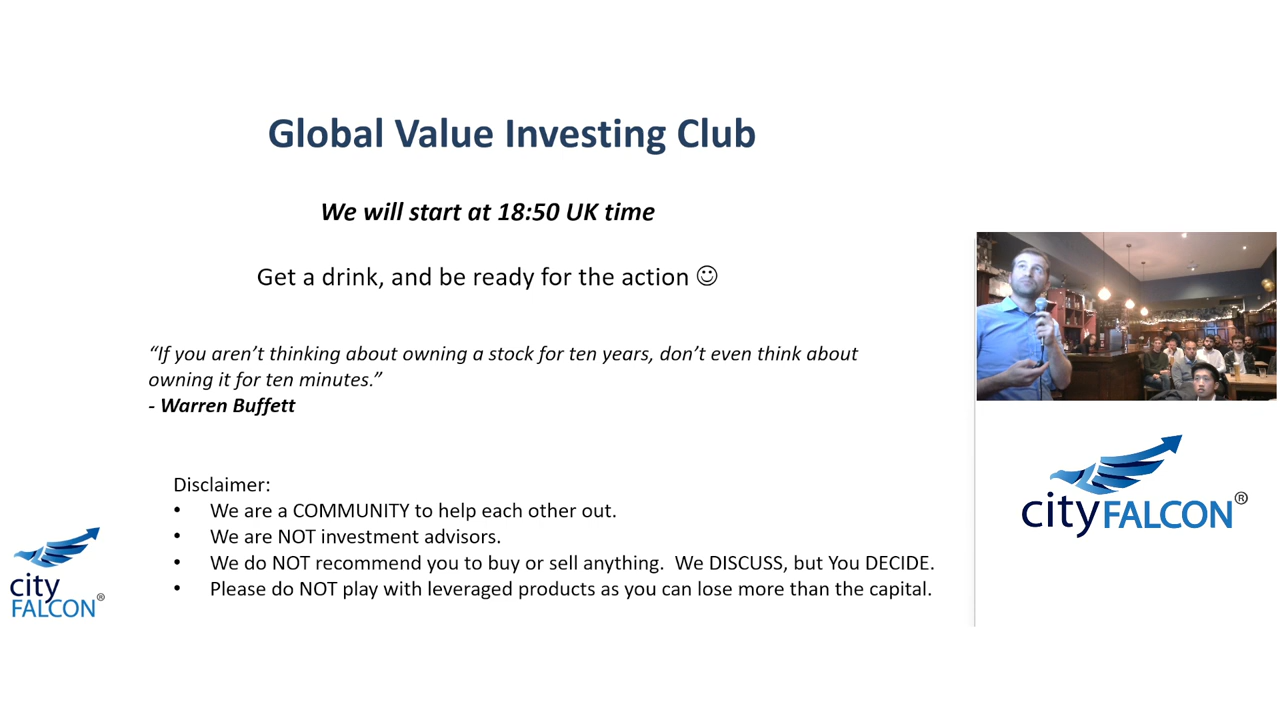 Global Value Investing Club
We will start at 18:50 UK time
Get a drink, and be ready for the action ☺
“If you aren’t thinking about owning a stock for ten years, don’t even think about
owning it for ten minutes.”
- Warren Buffett
Disclaimer:
• We are a COMMUNITY to help each other out.
• We are NOT investment advisors.
• We do NOT recommend you to buy or sell anything. We DISCUSS, but You DECIDE.
• Please do NOT play with leveraged products as you can lose more than the capital.
city
FALCON®
cityFALCON®